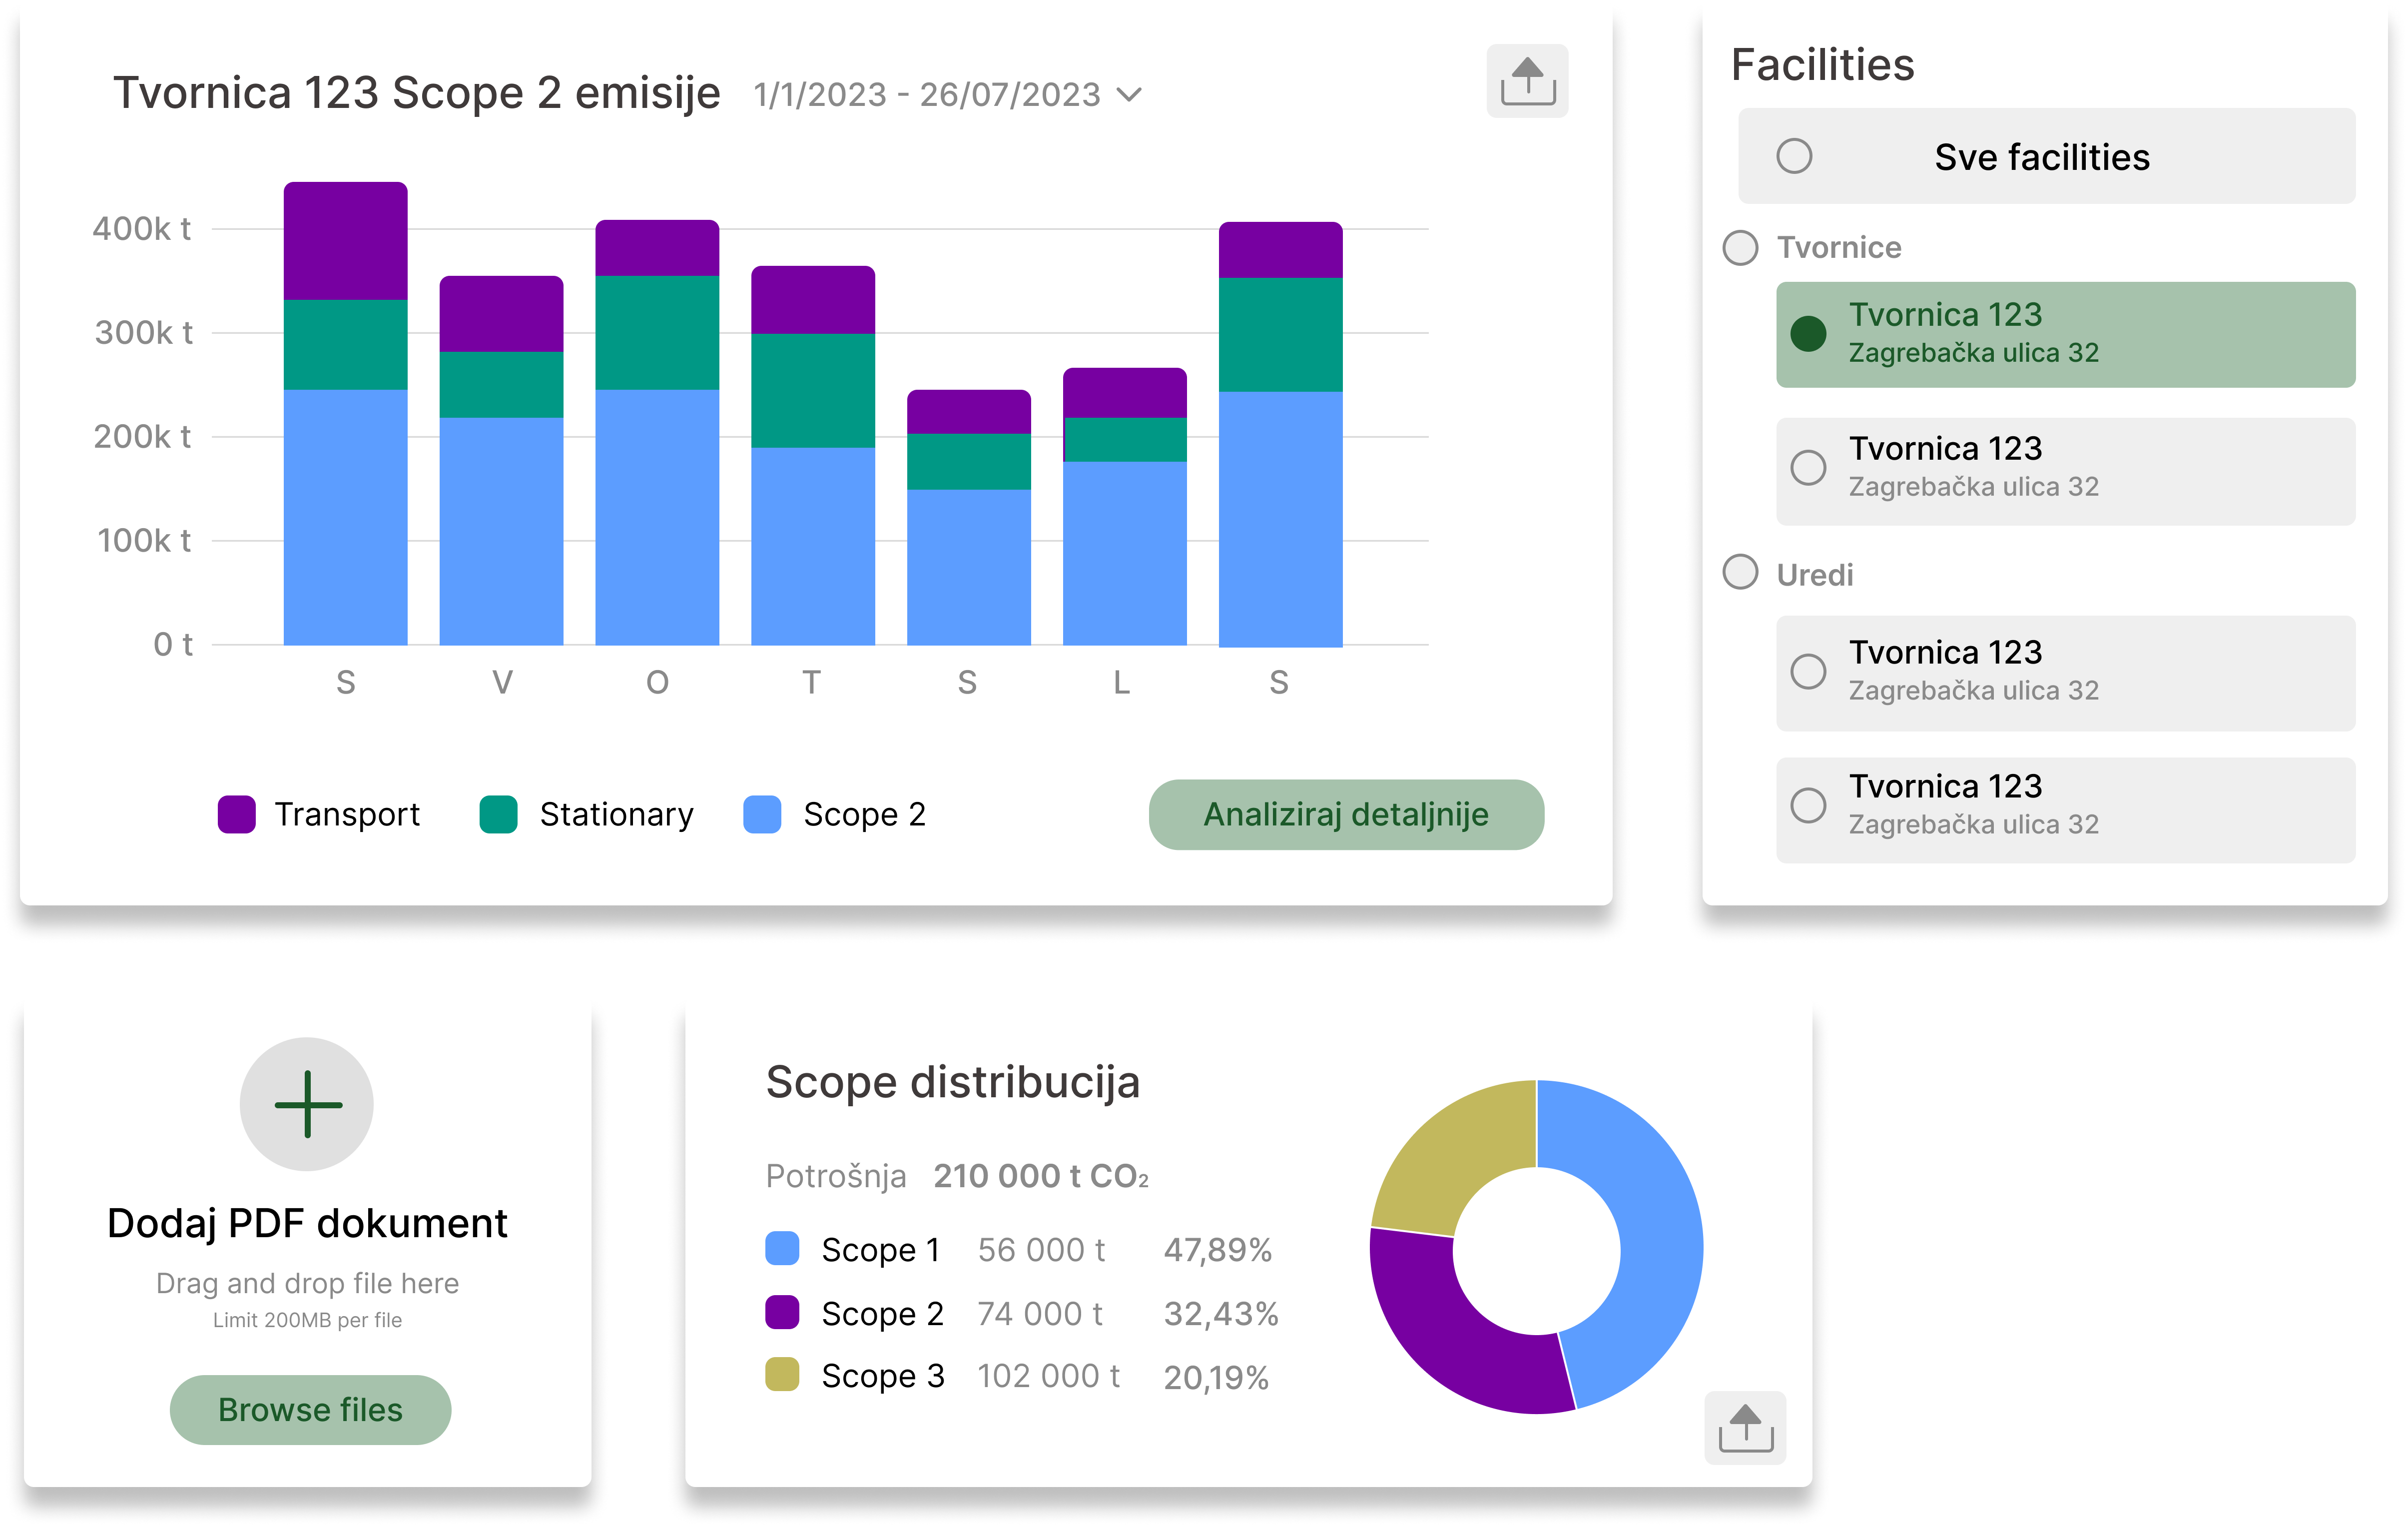 Tvornica 123 Scope 2 emisije 1/1/2023 - 26/07/2023
400k t
300k t
200k t
100k t
0 t
S V O T S L S
Transport Stationary Scope 2
Analiziraj detaljnije
Facilities
Sve facilities
Tvornice
Tvornica 123
Zagrebačka ulica 32
Tvornica 123
Zagrebačka ulica 32
Uredi
Tvornica 123
Zagrebačka ulica 32
Tvornica 123
Zagrebačka ulica 32
Dodaj PDF dokument
Drag and drop file here
Limit 200MB per file
Browse files
Scope distribucija
Potrošnja 210 000 t CO₂
Scope 1 56 000 t 47,89%
Scope 2 74 000 t 32,43%
Scope 3 102 000 t 20,19%